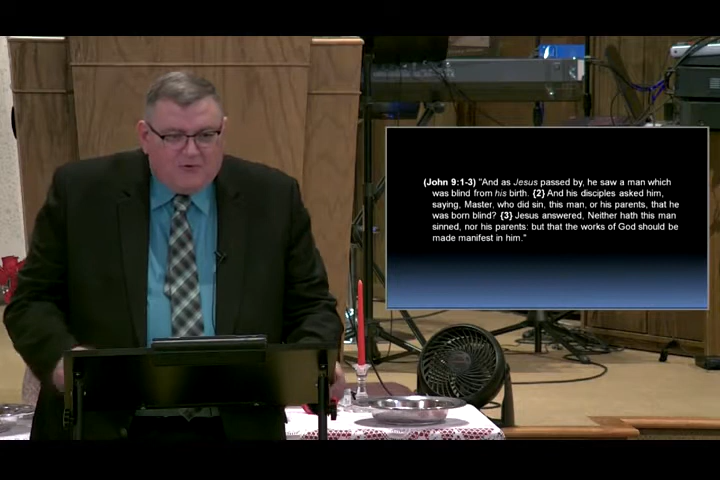 (John 9:1-3) "And as Jesus passed by, he saw a man which
was blind from his birth. {2} And his disciples asked him,
saying, Master, who did sin, this man, or his parents, that he
was born blind? {3} Jesus answered, Neither hath this man
sinned, nor his parents: but that the works of God should be
made manifest in him."